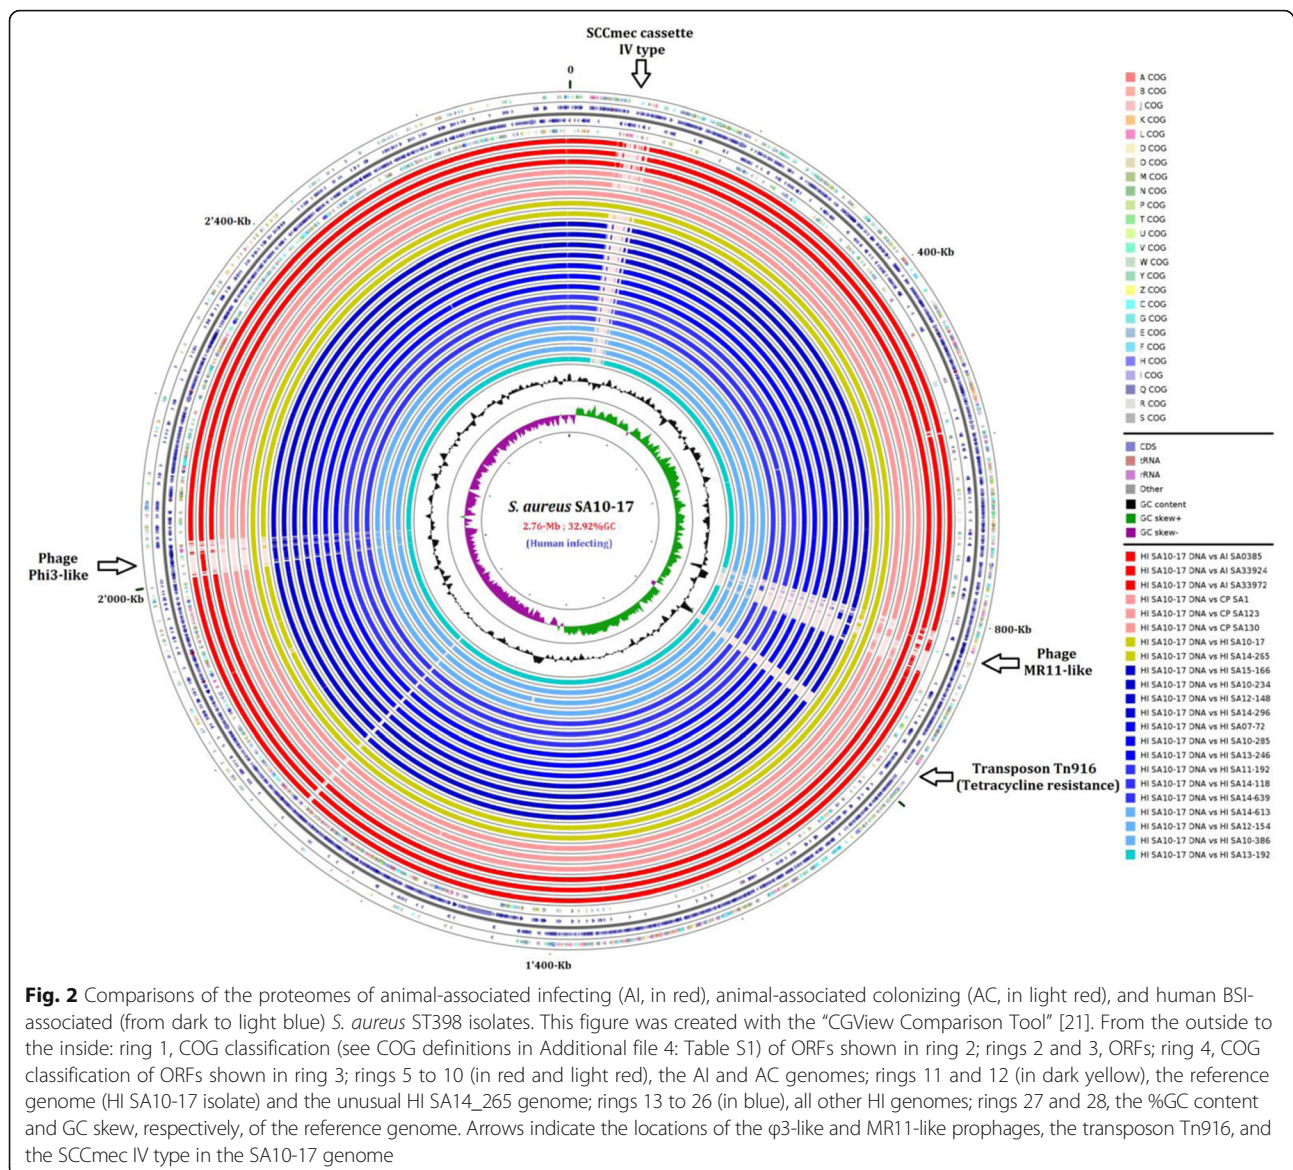 SCCmec cassette
IV type
0
2'400-Kb
400-Kb
800-Kb
Phage
MR11-like
Transposon Tn916
(Tetracycline resistance)
1'400-Kb
Phage
Phi3-like
2'000-Kb
S. aureus SA10-17
2.76-Mb ; 32.92%GC
(Human infecting)
A COG
B COG
J COG
K COG
L COG
D COG
O COG
M COG
N COG
P COG
T COG
U COG
V COG
W COG
Y COG
Z COG
C COG
G COG
E COG
F COG
H COG
I COG
Q COG
R COG
S COG
CDS
tRNA
rRNA
Other
GC content
GC skew+
GC skew-
HI SA10-17 DNA vs AI SA0385
HI SA10-17 DNA vs AI SA33924
HI SA10-17 DNA vs AI SA33972
HI SA10-17 DNA vs CP SA1
HI SA10-17 DNA vs CP SA123
HI SA10-17 DNA vs CP SA130
HI SA10-17 DNA vs HI SA10-17
HI SA10-17 DNA vs HI SA14-265
HI SA10-17 DNA vs HI SA15-166
HI SA10-17 DNA vs HI SA10-234
HI SA10-17 DNA vs HI SA12-148
HI SA10-17 DNA vs HI SA14-296
HI SA10-17 DNA vs HI SA07-72
HI SA10-17 DNA vs HI SA10-285
HI SA10-17 DNA vs HI SA13-246
HI SA10-17 DNA vs HI SA11-192
HI SA10-17 DNA vs HI SA14-118
HI SA10-17 DNA vs HI SA14-639
HI SA10-17 DNA vs HI SA14-613
HI SA10-17 DNA vs HI SA12-154
HI SA10-17 DNA vs HI SA10-386
HI SA10-17 DNA vs HI SA13-192
Fig. 2 Comparisons of the proteomes of animal-associated infecting (AI, in red), animal-associated colonizing (AC, in light red), and human BSI-
associated (from dark to light blue) S. aureus ST398 isolates. This figure was created with the “CGView Comparison Tool” [21]. From the outside to
the inside: ring 1, COG classification (see COG definitions in Additional file 4: Table S1) of ORFs shown in ring 2; rings 2 and 3, ORFs; ring 4, COG
classification of ORFs shown in ring 3; rings 5 to 10 (in red and light red), the AI and AC genomes; rings 11 and 12 (in dark yellow), the reference
genome (HI SA10-17 isolate) and the unusual HI SA14_265 genome; rings 13 to 26 (in blue), all other HI genomes; rings 27 and 28, the %GC content
and GC skew, respectively, of the reference genome. Arrows indicate the locations of the φ3-like and MR11-like prophages, the transposon Tn916, and
the SCCmec IV type in the SA10-17 genome